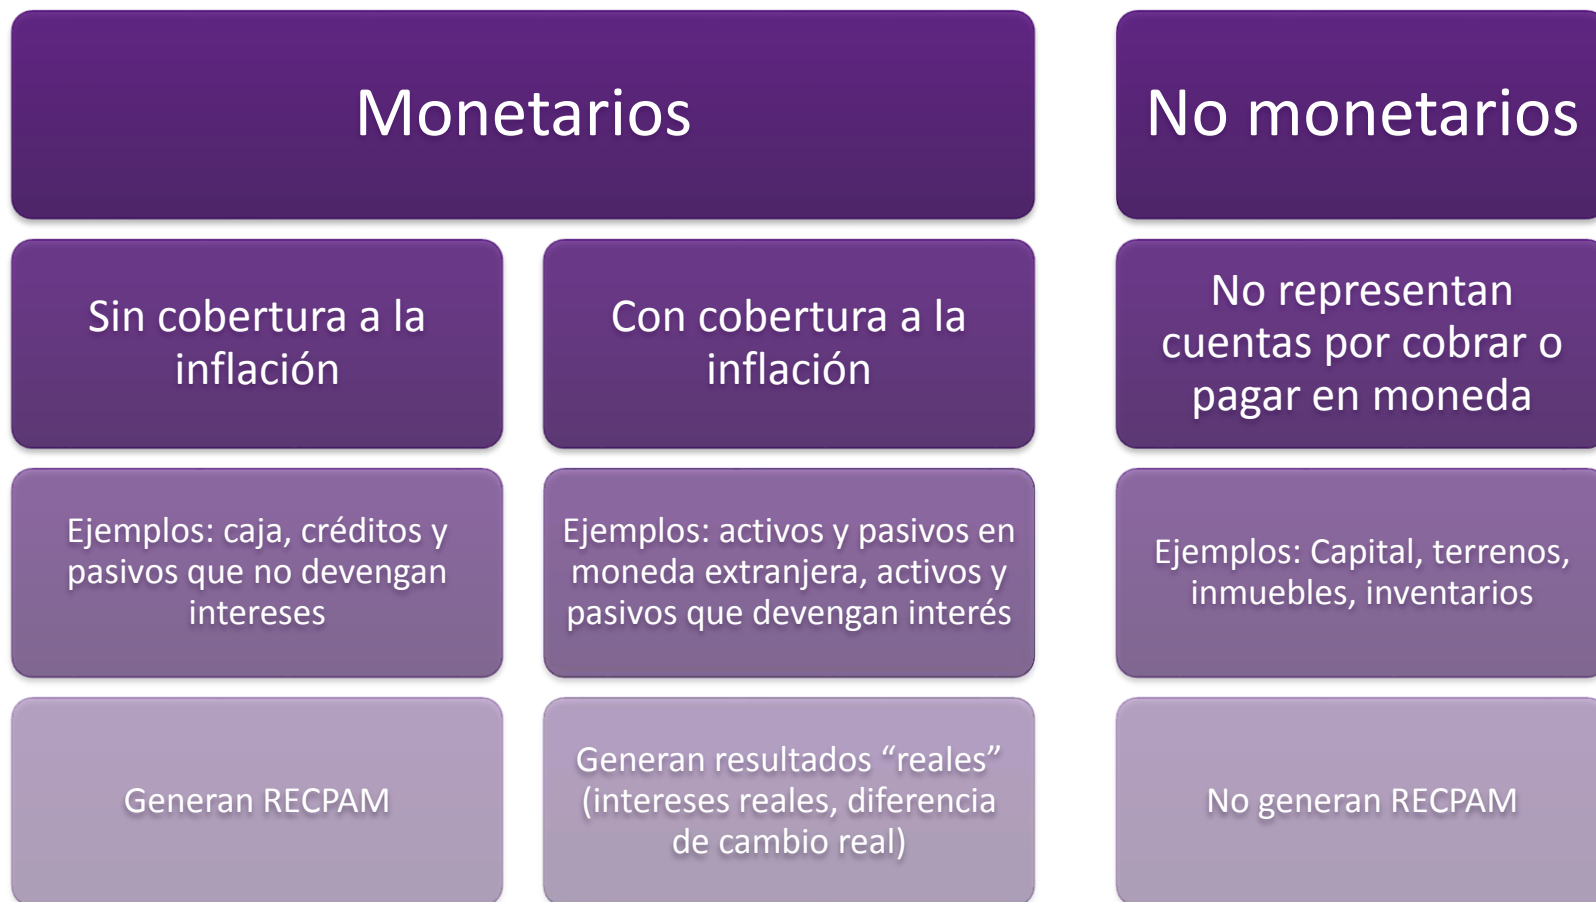 Monetarios
No monetarios
Sin cobertura a la
inflación
Con cobertura a la
inflación
No representan
cuentas por cobrar o
pagar en moneda
Ejemplos: caja, créditos y
pasivos que no devengan
intereses
Ejemplos: activos y pasivos en
moneda extranjera, activos y
pasivos que devengan interés
Ejemplos: Capital, terrenos,
inmuebles, inventarios
Generan RECPAM
Generan resultados “reales”
(intereses reales, diferencia
de cambio real)
No generan RECPAM